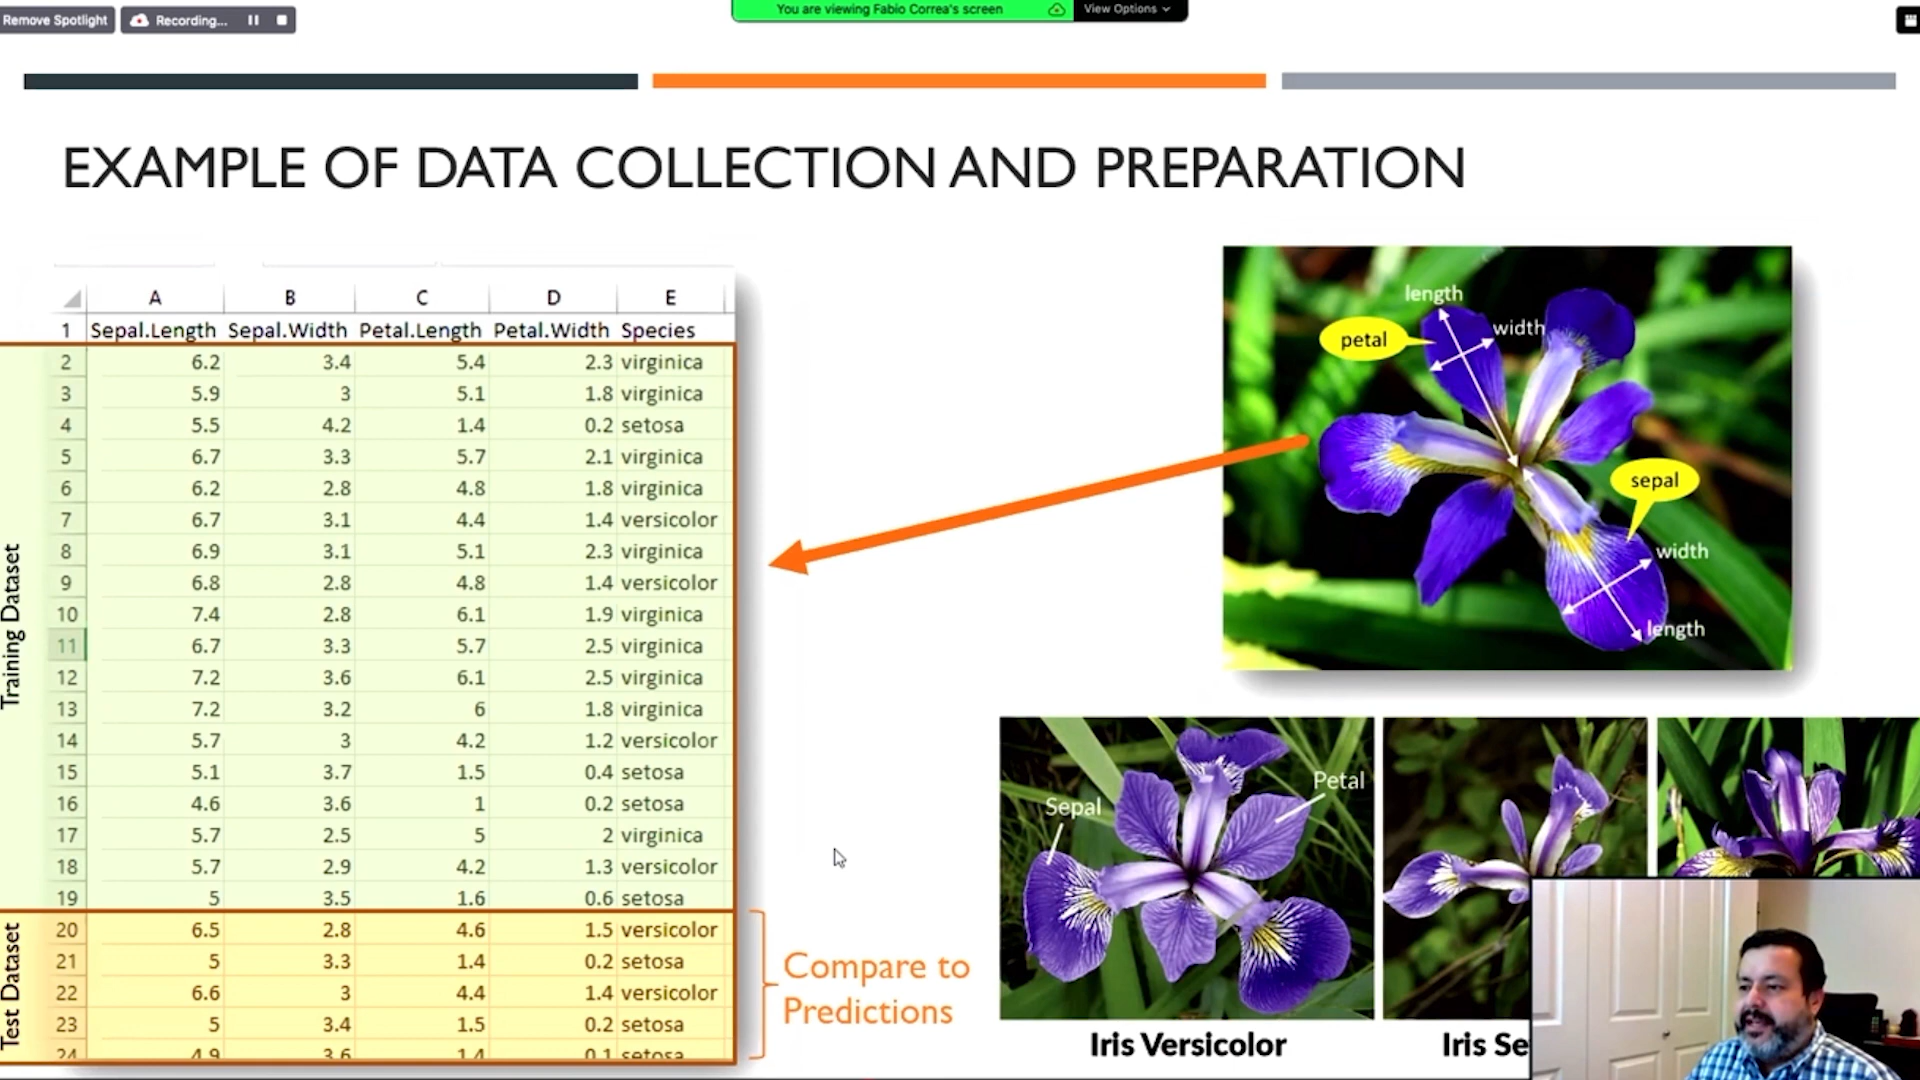 Remove Spotlight
Recording...
You are viewing Fabio Correa's screen
View Options
EXAMPLE OF DATA COLLECTION AND PREPARATION
A B C D E
1 Sepal.Length Sepal.Width Petal.Length Petal.Width Species
2 6.2 3.4 5.4 2.3 virginica
3 5.9 3 5.1 1.8 virginica
4 5.5 4.2 1.4 0.2 setosa
5 6.7 3.3 5.7 2.1 virginica
6 6.2 2.8 4.8 1.8 virginica
7 6.7 3.1 4.4 1.4 versicolor
8 6.9 3.1 5.1 2.3 virginica
9 6.8 2.8 4.8 1.4 versicolor
10 7.4 2.8 6.1 1.9 virginica
11 6.7 3.3 5.7 2.5 virginica
12 7.2 3.6 6.1 2.5 virginica
13 7.2 3.2 6 1.8 virginica
14 5.7 3 4.2 1.2 versicolor
15 5.1 3.7 1.5 0.4 setosa
16 4.6 3.6 1 0.2 setosa
17 5.7 2.5 5 2 virginica
18 5.7 2.9 4.2 1.3 versicolor
19 5 3.5 1.6 0.6 setosa
20 6.5 2.8 4.6 1.5 versicolor
21 5 3.3 1.4 0.2 setosa
22 6.6 3 4.4 1.4 versicolor
23 5 3.4 1.5 0.2 setosa
24 4.9 3.6 1.4 0.1 setosa
Training Dataset
Test Dataset
Compare to
Predictions
length
width
petal
sepal
width
length
Petal
Sepal
Iris Versicolor
Iris Se